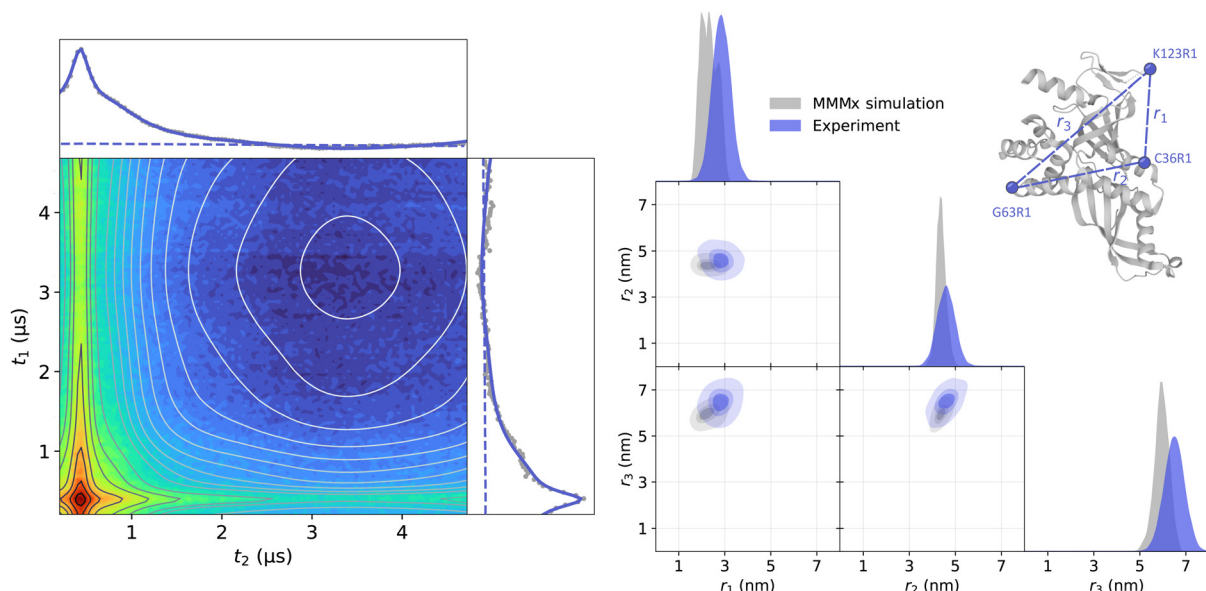 4
3
2
1
t1 (μs)
1
2
3
4
t2 (μs)
MMMx simulation
Experiment
K123R1
r1
r3
C36R1
r2
G63R1
7
5
3
1
r2 (nm)
7
5
3
1
r3 (nm)
1
3
5
7
1
3
5
7
1
3
5
7
r1 (nm)
r2 (nm)
r3 (nm)